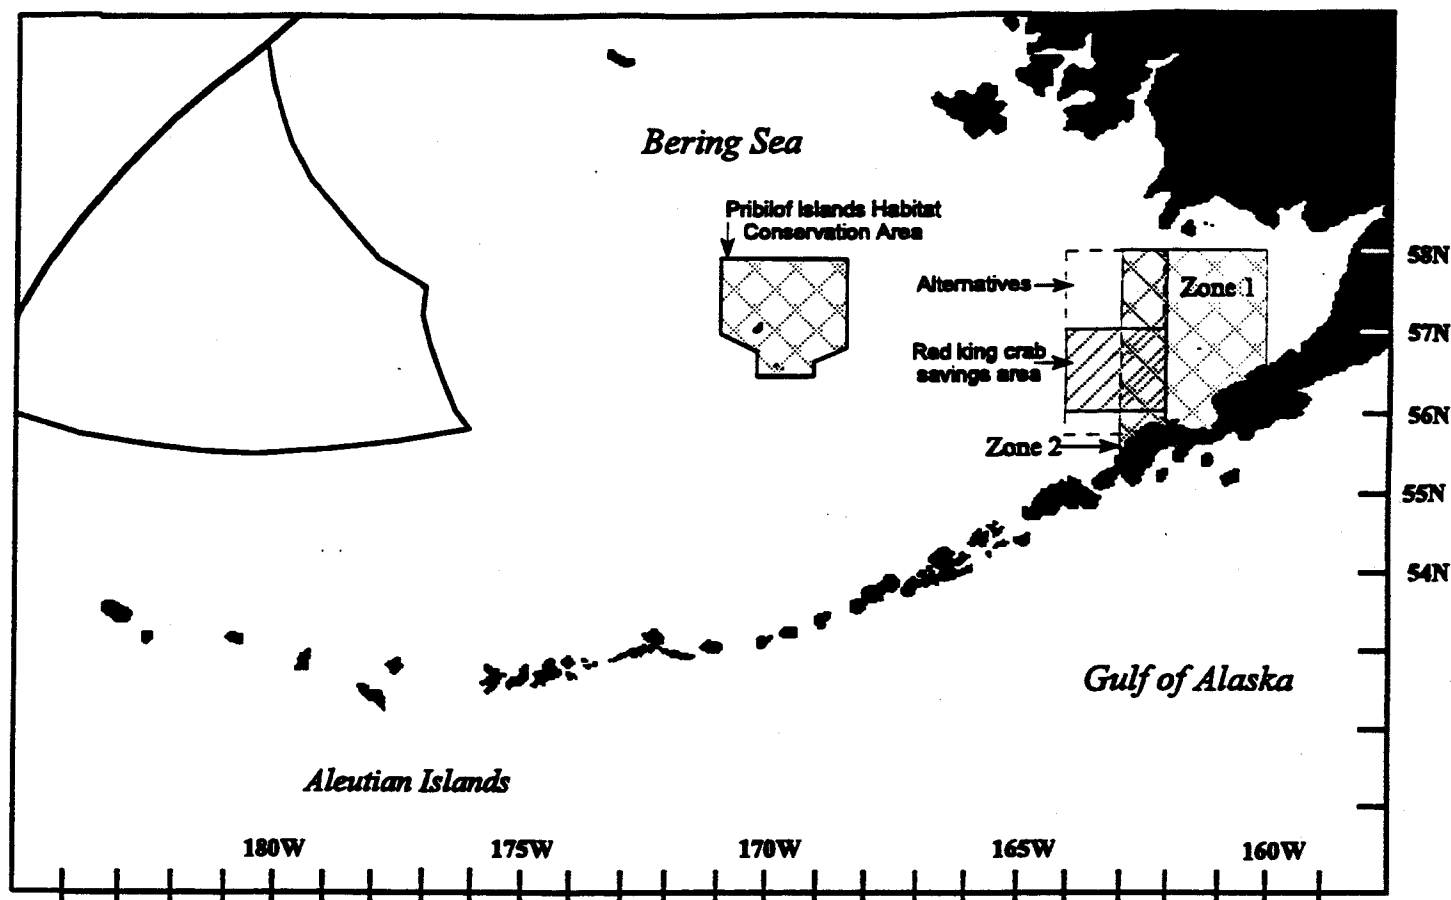 Bering Sea
Pribilof Islands Habitat
Conservation Area
Alternatives
Zone 1
58N
57N
Red king crab
savings area
56N
Zone 2
55N
54N
Gulf of Alaska
Aleutian Islands
180W 175W 170W 165W 160W